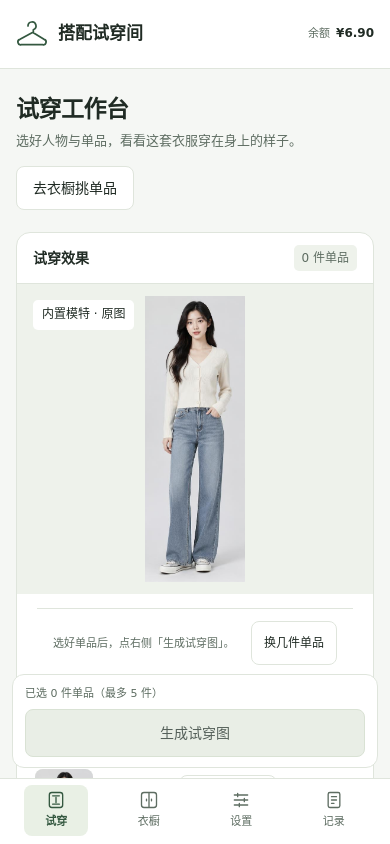 搭配试穿间
余额 ¥6.90
试穿工作台
选好人物与单品，看看这套衣服穿在身上的样子。
去衣橱挑单品
试穿效果
0 件单品
内置模特 · 原图
选好单品后，点右侧「生成试穿图」。
换几件单品
已选 0 件单品（最多 5 件）
生成试穿图
试穿
衣橱
设置
记录